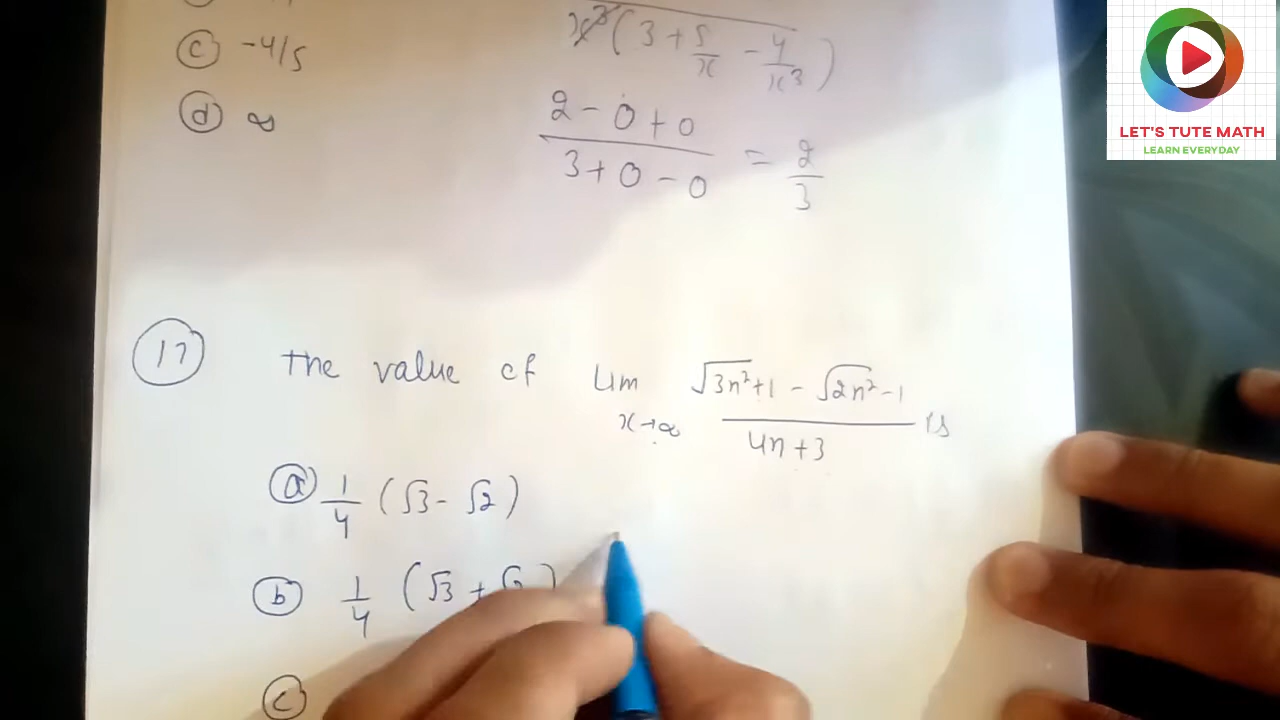 x³(3 + 5/x - 4/x³)
(c) -4/5
(d) ∞
2 - 0 + 0 / 3 + 0 - 0 = 2/3
LET'S TUTE MATH
LEARN EVERYDAY
(17) The value of lim x→∞ √3n²+1 - √2n²-1 / 4n+3 is
(a) 1/4 (√3 - √2)
(b) 1/4 (√3 + √2)
(c)